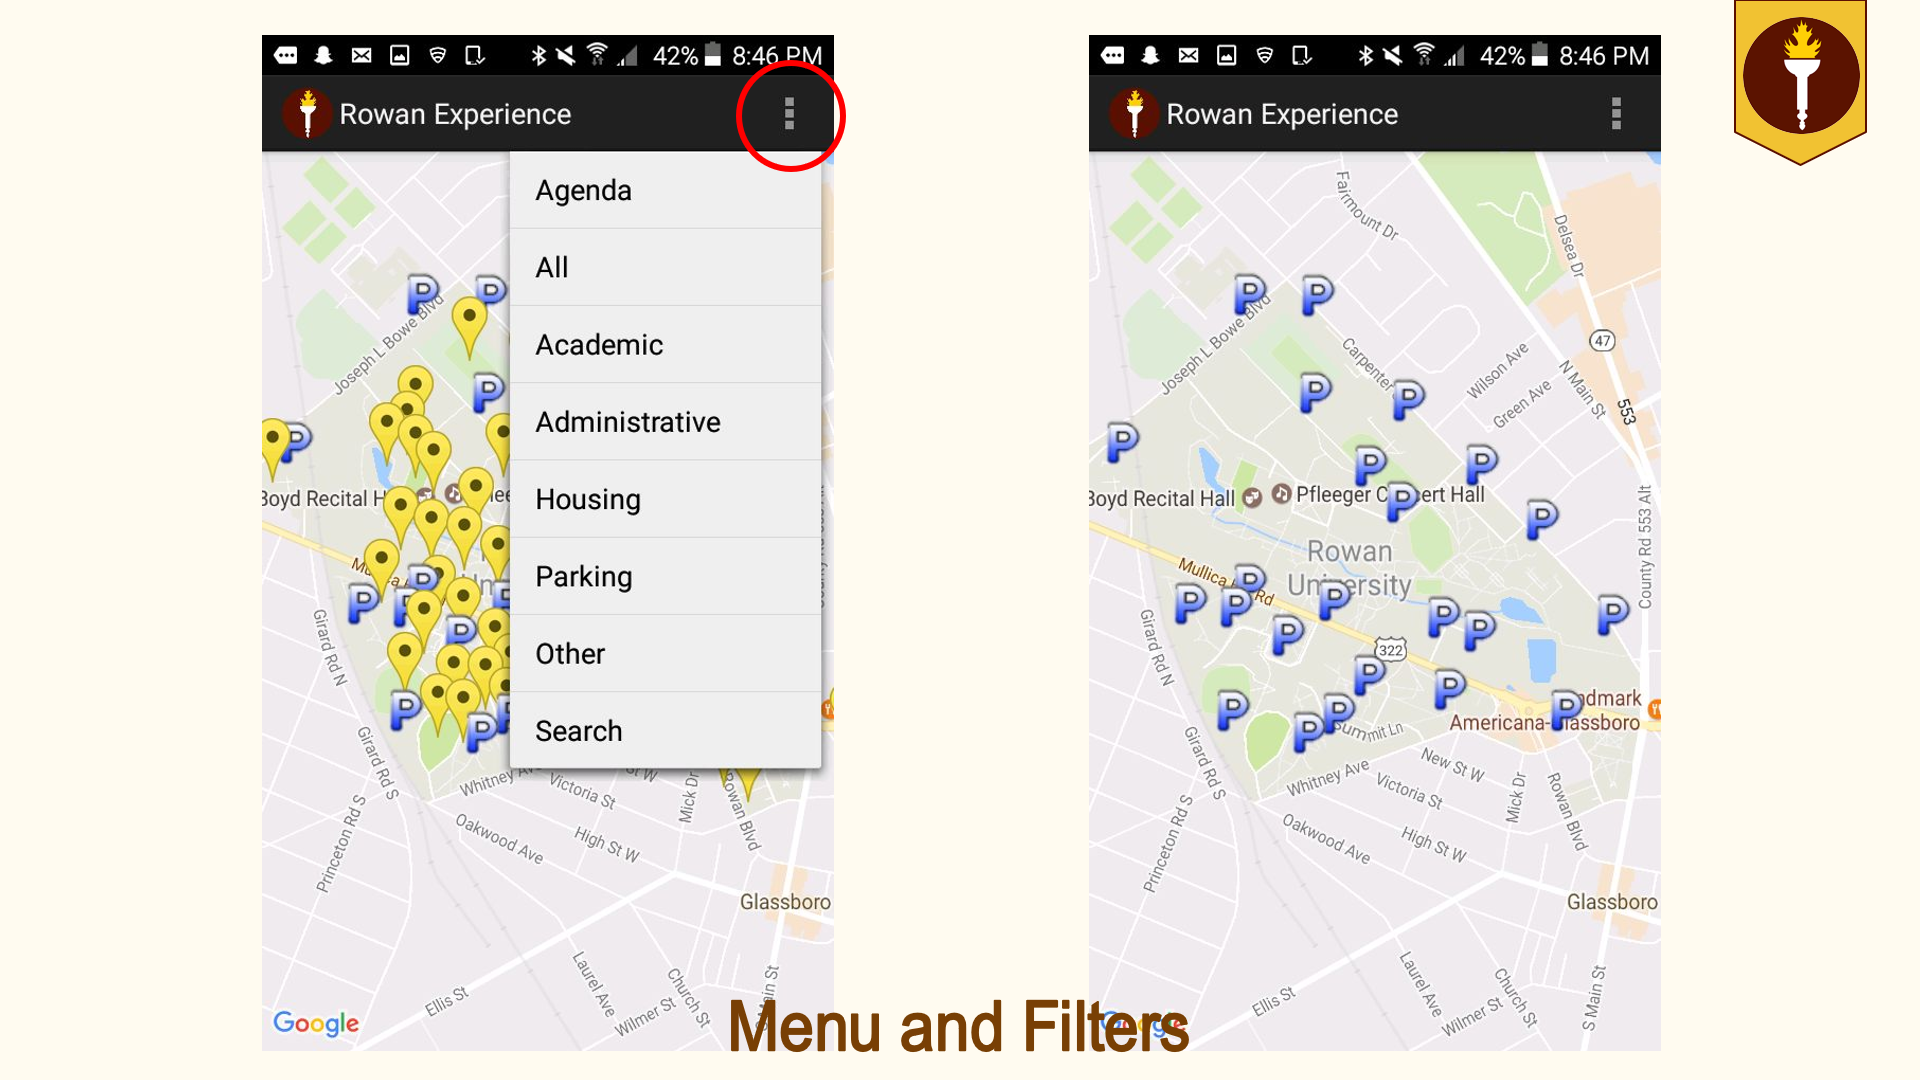 42% 8:46 PM
Rowan Experience
Agenda
All
Academic
Administrative
Housing
Parking
Other
Search
P
P
P
P
P
P
P
P
P
P
Joseph L Bowe Blvd
Boyd Recital H
Girard Rd N
Girard Rd S
Princeton Rd S
Whitney Av
St W
Victoria St
Mick Dr
Rowan Blvd
Oakwood Ave
High St W
Glassboro
Laurel Ave
Church St
Ellis St
Wilmer St
Main St
Google
42% 8:46 PM
Rowan Experience
Fairmount Dr
Delsea Dr
P
P
Joseph L Bowe Blvd
Carpenter
47
Wilson Ave
Green Ave
N Main St
553
P
P
P
P
P
P
P
Boyd Recital Hall
Pfleeger C ert Hall
County Rd 553 Alt
Rowan
University
Mullica Rd
P
P
P
P
P
P
P
P
322
Girard Rd N
P
P
P
P
P
P
ndmark
Americana-Glassboro
Summit Ln
Girard Rd S
Princeton Rd S
Whitney Ave
New St W
Victoria St
Mick Dr
Rowan Blvd
Oakwood Ave
High St W
Glassboro
Laurel Ave
Church St
Ellis St
Wilmer St
S Main St
Menu and Filters